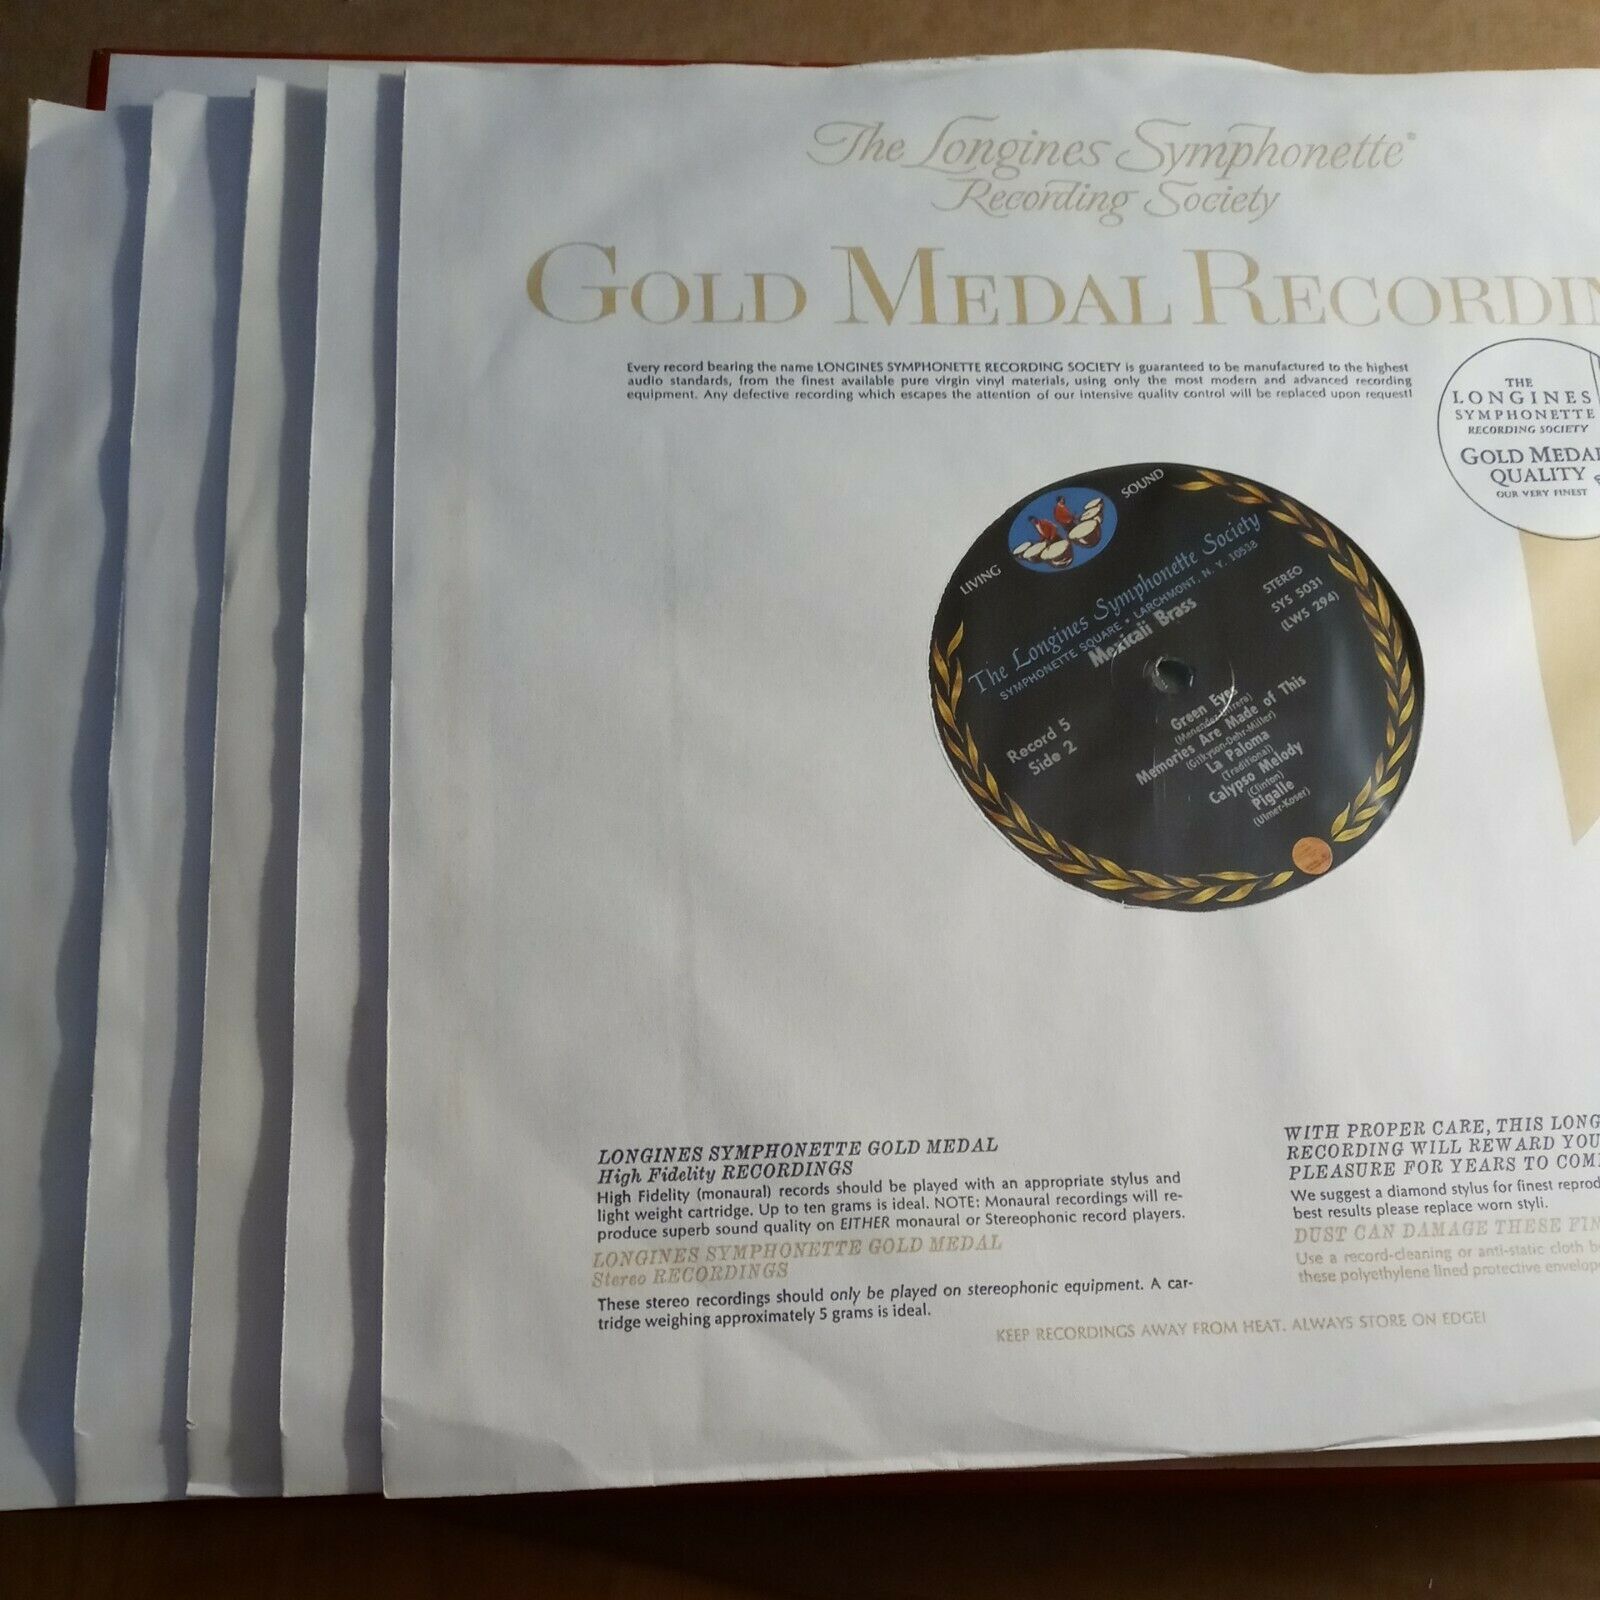 The Longines Symphonette®
Recording Society
GOLD MEDAL RECORDIN
Every record bearing the name LONGINES SYMPHONETTE RECORDING SOCIETY is guaranteed to be manufactured to the highest
audio standards, from the finest available pure virgin vinyl materials, using only the most modern and advanced recording
equipment. Any defective recording which escapes the attention of our intensive quality control will be replaced upon request!
THE
LONGINES
SYMPHONETTE
RECORDING SOCIETY
GOLD MEDAL
QUALITY
OUR VERY FINEST
LIVING SOUND
The Longines Symphonette Society
SYMPHONETTE SQUARE • LARCHMONT, N. Y. 10538
Mexicali Brass
STEREO
SYS 5031
(LWS 294)
Record 5
Side 2
Green Eyes
Memories Are Made of This
(Gilkyson-Dehr-Miller)
La Paloma
(Traditional)
Calypso Melody
(Clinton)
Pigalle
(Ulmer-Koger)
LONGINES SYMPHONETTE GOLD MEDAL
High Fidelity RECORDINGS
High Fidelity (monaural) records should be played with an appropriate stylus and
light weight cartridge. Up to ten grams is ideal. NOTE: Monaural recordings will re-
produce superb sound quality on EITHER monaural or Stereophonic record players.
LONGINES SYMPHONETTE GOLD MEDAL
Stereo RECORDINGS
These stereo recordings should only be played on stereophonic equipment. A car-
tridge weighing approximately 5 grams is ideal.
WITH PROPER CARE, THIS LONG
RECORDING WILL REWARD YOU
PLEASURE FOR YEARS TO COM
We suggest a diamond stylus for finest reprod
best results please replace worn styli.
DUST CAN DAMAGE THESE FIN
Use a record-cleaning or anti-static cloth b
these polyethylene lined protective envelop
KEEP RECORDINGS AWAY FROM HEAT. ALWAYS STORE ON EDGE!